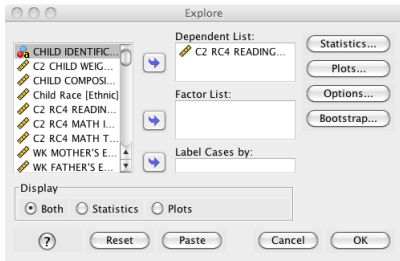 Explore
CHILD IDENTIFIC...
C2 CHILD WEIG...
CHILD COMPOSI...
Child Race [Ethnic]
C2 RC4 READIN...
C2 RC4 MATH I...
C2 RC4 MATH T...
WK MOTHER'S E...
WK FATHER'S E...
Dependent List:
C2 RC4 READING...
Factor List:
Label Cases by:
Statistics...
Plots...
Options...
Bootstrap...
Display
Both Statistics Plots
? Reset Paste Cancel OK